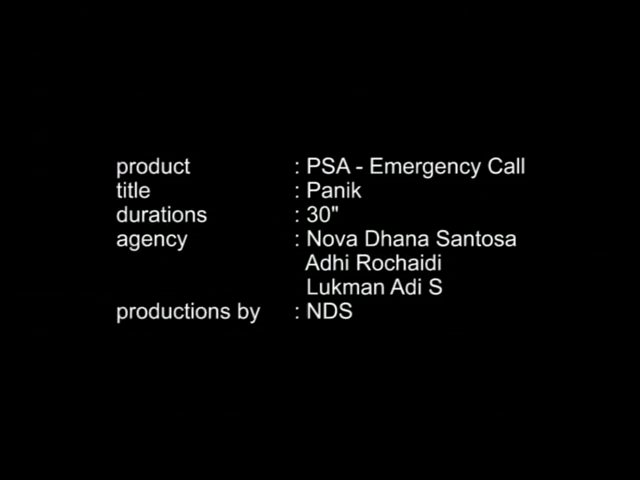 product : PSA - Emergency Call
title : Panik
durations : 30"
agency : Nova Dhana Santosa
Adhi Rochaidi
Lukman Adi S
productions by : NDS